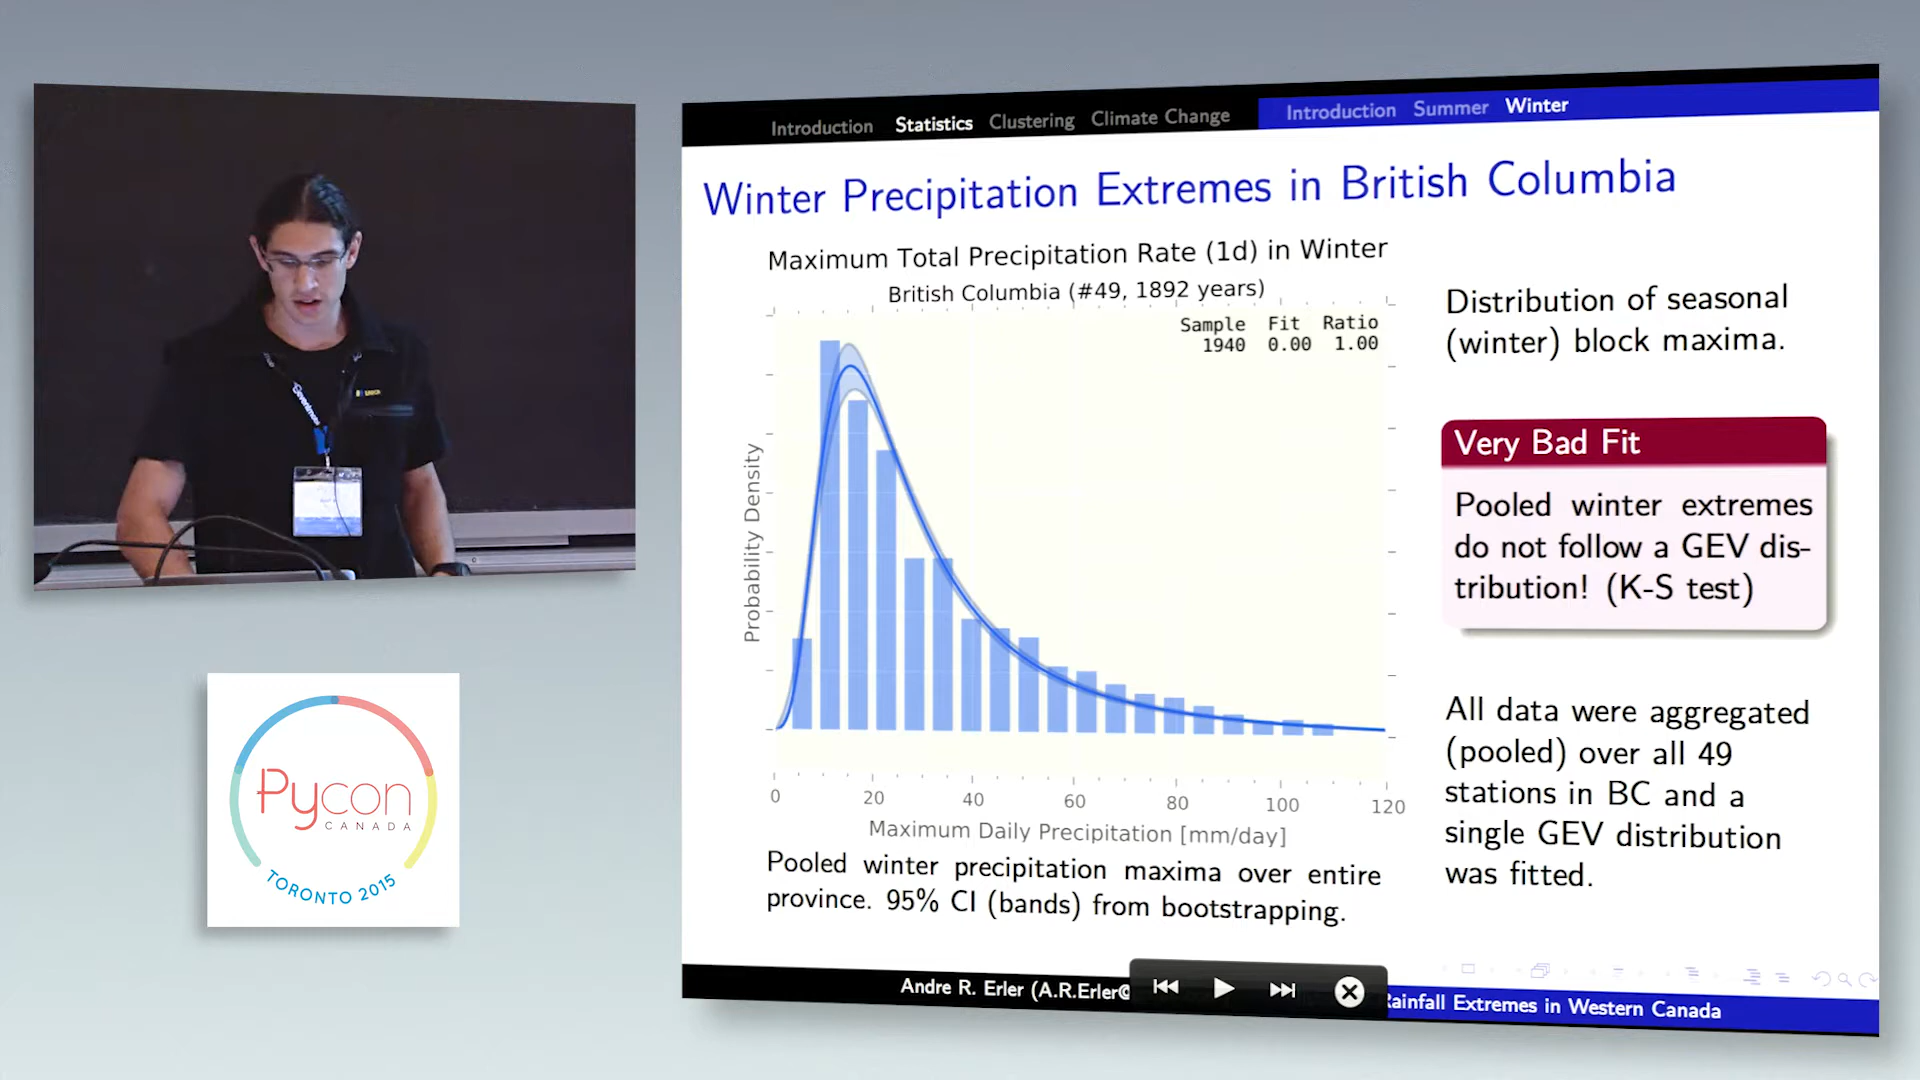 Introduction Statistics Clustering Climate Change Introduction Summer Winter
Winter Precipitation Extremes in British Columbia
Maximum Total Precipitation Rate (1d) in Winter
British Columbia (#49, 1892 years)
Sample Fit Ratio
1940 0.00 1.00
Probability Density
0 20 40 60 80 100 120
Maximum Daily Precipitation [mm/day]
Pooled winter precipitation maxima over entire
province. 95% CI (bands) from bootstrapping.
Distribution of seasonal
(winter) block maxima.
Very Bad Fit
Pooled winter extremes
do not follow a GEV dis-
tribution! (K-S test)
All data were aggregated
(pooled) over all 49
stations in BC and a
single GEV distribution
was fitted.
Andre R. Erler (A.R.Erler@
Rainfall Extremes in Western Canada
Pycon
CANADA
TORONTO 2015